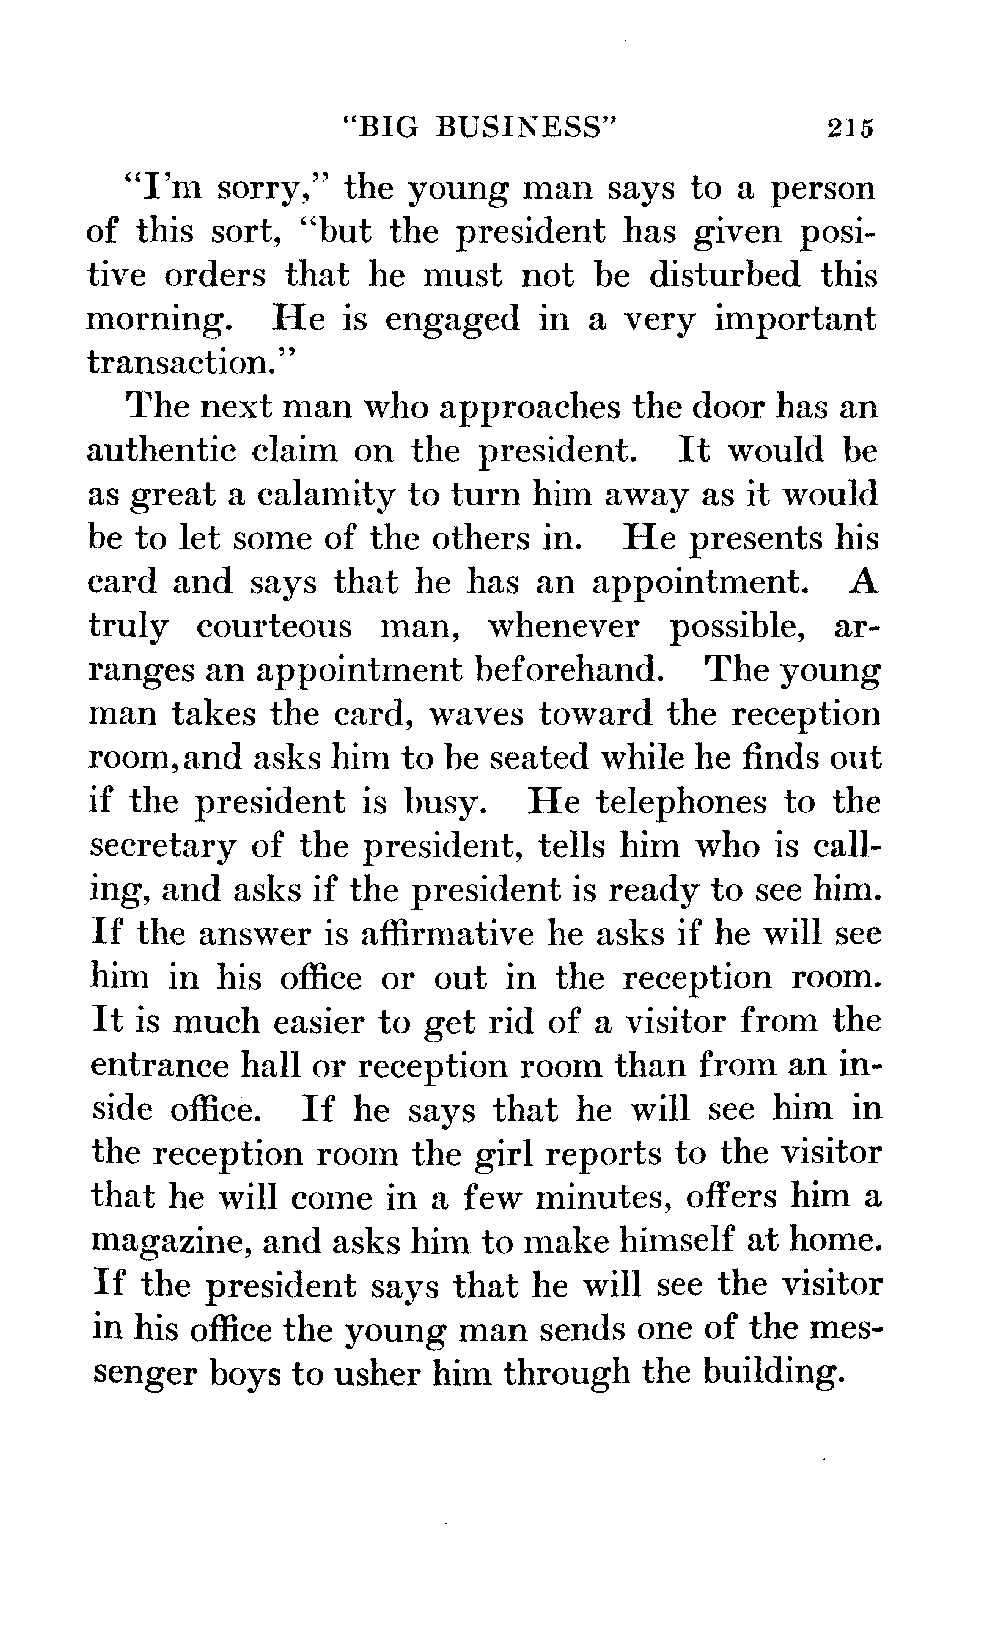 "BIG BUSINESS" 215
"I'm sorry," the young man says to a person
of this sort, "but the president has given posi-
tive orders that he must not be disturbed this
morning. He is engaged in a very important
transaction."
The next man who approaches the door has an
authentic claim on the president. It would be
as great a calamity to turn him away as it would
be to let some of the others in. He presents his
card and says that he has an appointment. A
truly courteous man, whenever possible, ar-
ranges an appointment beforehand. The young
man takes the card, waves toward the reception
room,and asks him to be seated while he finds out
if the president is busy. He telephones to the
secretary of the president, tells him who is call-
ing, and asks if the president is ready to see him.
If the answer is affirmative he asks if he will see
him in his office or out in the reception room.
It is much easier to get rid of a visitor from the
entrance hall or reception room than from an in-
side office. If he says that he will see him in
the reception room the girl reports to the visitor
that he will come in a few minutes, offers him a
magazine, and asks him to make himself at home.
If the president says that he will see the visitor
in his office the young man sends one of the mes-
senger boys to usher him through the building.